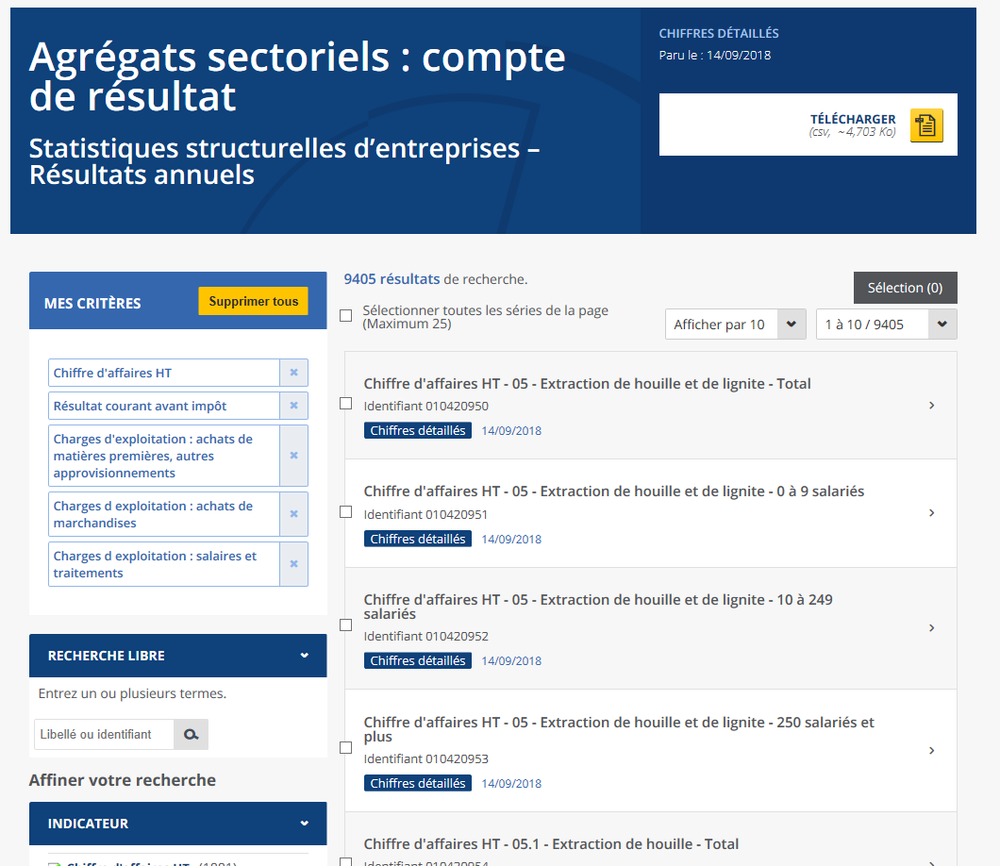 Agrégats sectoriels : compte
de résultat
Statistiques structurelles d’entreprises –
Résultats annuels
CHIFFRES DÉTAILLÉS
Paru le : 14/09/2018
TÉLÉCHARGER
(csv, ~4,703 Ko)
MES CRITÈRES
Supprimer tous
Chiffre d'affaires HT
Résultat courant avant impôt
Charges d'exploitation : achats de
matières premières, autres
approvisionnements
Charges d exploitation : achats de
marchandises
Charges d exploitation : salaires et
traitements
RECHERCHE LIBRE
Entrez un ou plusieurs termes.
Libellé ou identifiant
Affiner votre recherche
INDICATEUR
9405 résultats de recherche.
Sélection (0)
Sélectionner toutes les séries de la page
(Maximum 25)
Afficher par 10
1 à 10 / 9405
Chiffre d'affaires HT - 05 - Extraction de houille et de lignite - Total
Identifiant 010420950
Chiffres détaillés 14/09/2018
Chiffre d'affaires HT - 05 - Extraction de houille et de lignite - 0 à 9 salariés
Identifiant 010420951
Chiffres détaillés 14/09/2018
Chiffre d'affaires HT - 05 - Extraction de houille et de lignite - 10 à 249
salariés
Identifiant 010420952
Chiffres détaillés 14/09/2018
Chiffre d'affaires HT - 05 - Extraction de houille et de lignite - 250 salariés et
plus
Identifiant 010420953
Chiffres détaillés 14/09/2018
Chiffre d'affaires HT - 05.1 - Extraction de houille - Total